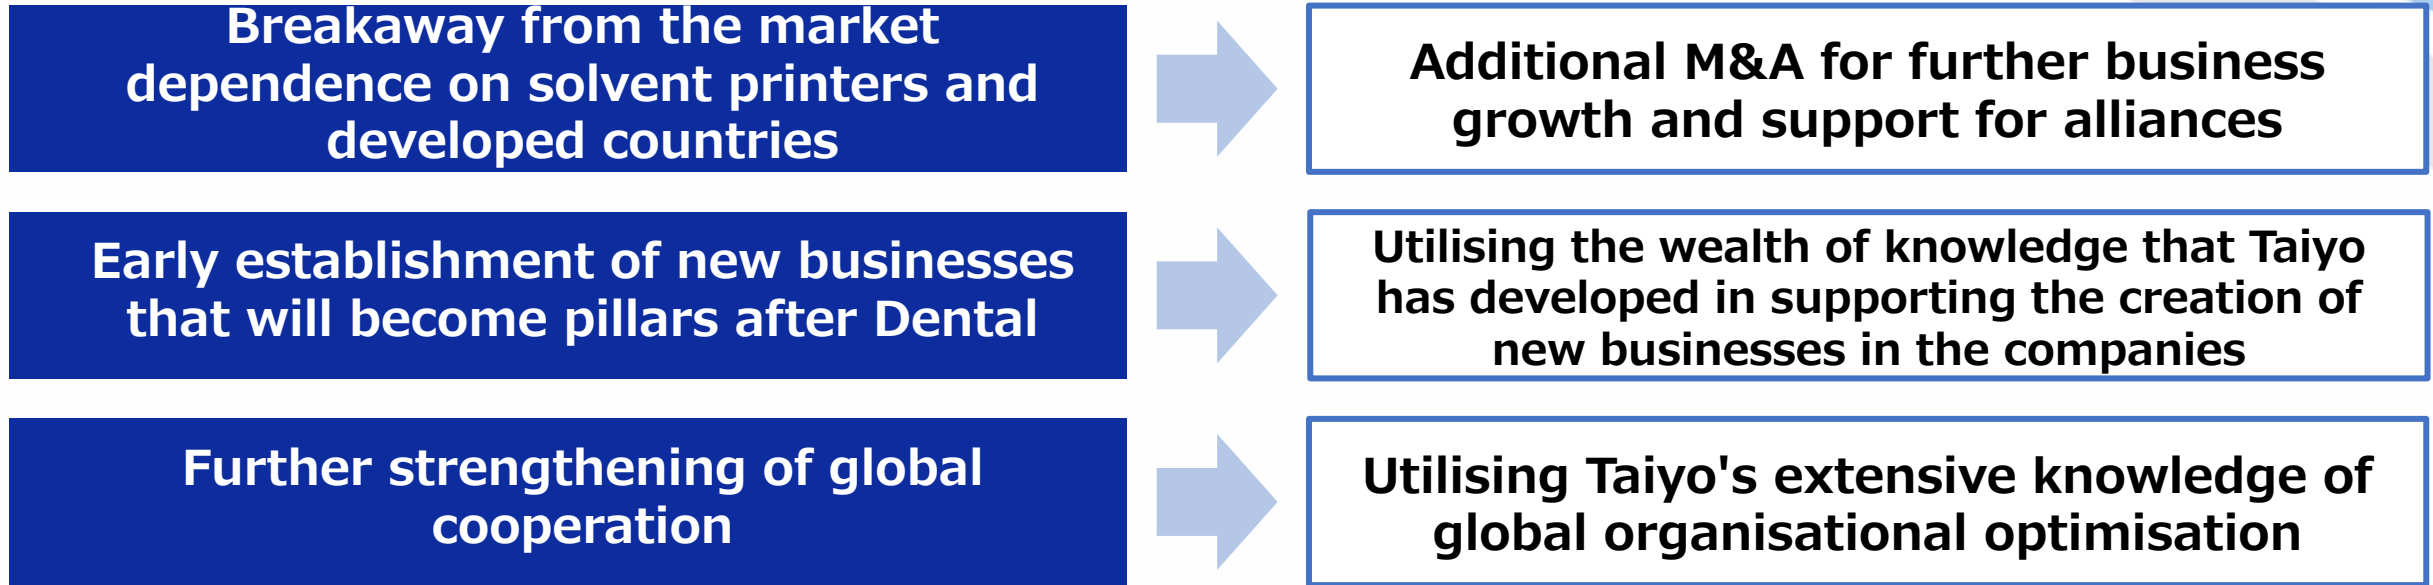 Breakaway from the market
dependence on solvent printers and
developed countries
Additional M&A for further business
growth and support for alliances
Early establishment of new businesses
that will become pillars after Dental
Utilising the wealth of knowledge that Taiyo
has developed in supporting the creation of
new businesses in the companies
Further strengthening of global
cooperation
Utilising Taiyo's extensive knowledge of
global organisational optimisation